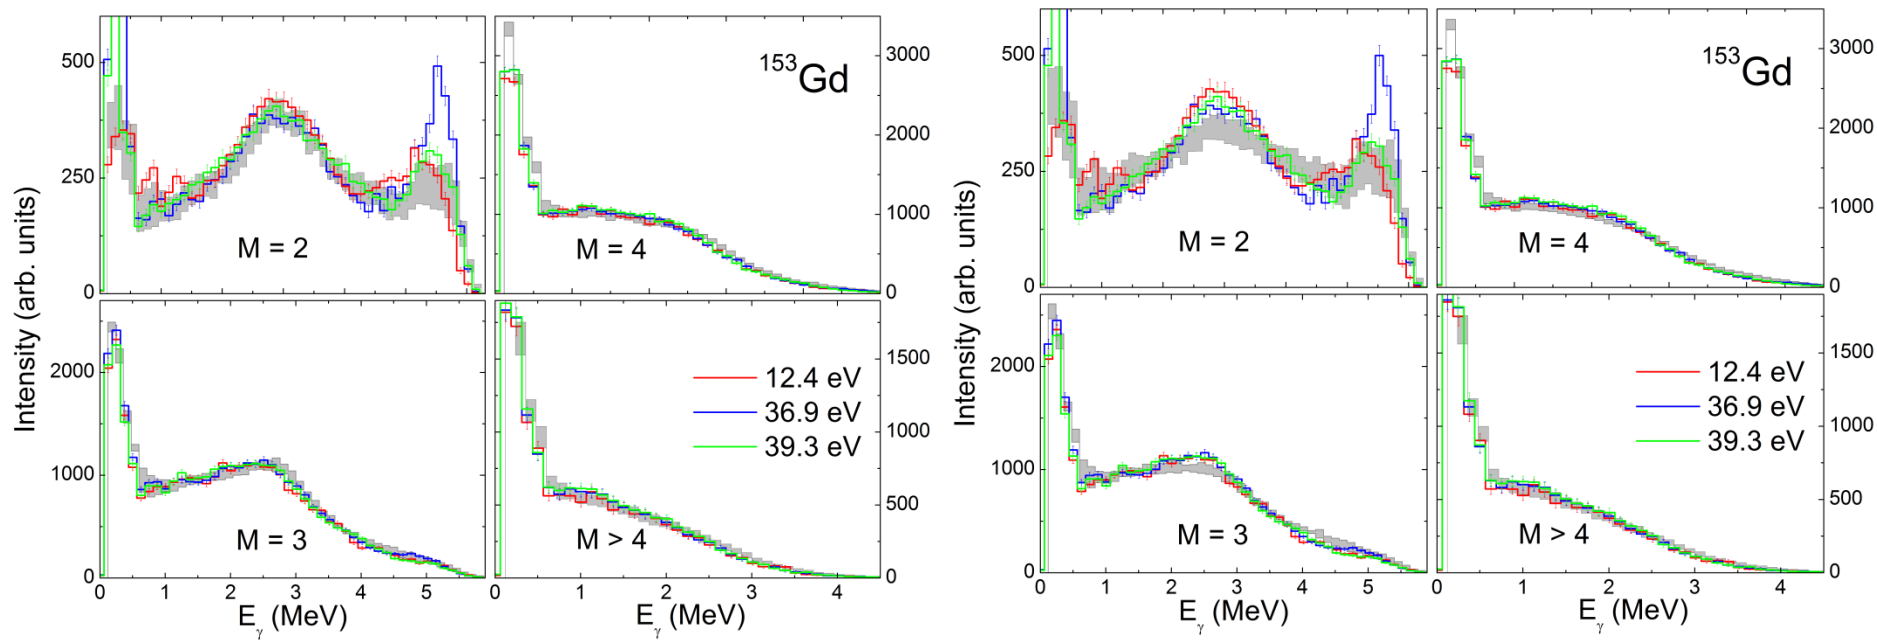 Intensity (arb. units)
500
250
0
M = 2
3000
2000
1000
0
¹⁵³Gd
M = 4
2000
1000
0
M = 3
0 1 2 3 4 5
E_γ (MeV)
1500
1000
500
0
12.4 eV
36.9 eV
39.3 eV
M > 4
0 1 2 3 4
E_γ (MeV)
Intensity (arb. units)
500
250
0
M = 2
3000
2000
1000
0
¹⁵³Gd
M = 4
2000
1000
0
M = 3
0 1 2 3 4 5
E_γ (MeV)
1500
1000
500
0
12.4 eV
36.9 eV
39.3 eV
M > 4
0 1 2 3 4
E_γ (MeV)